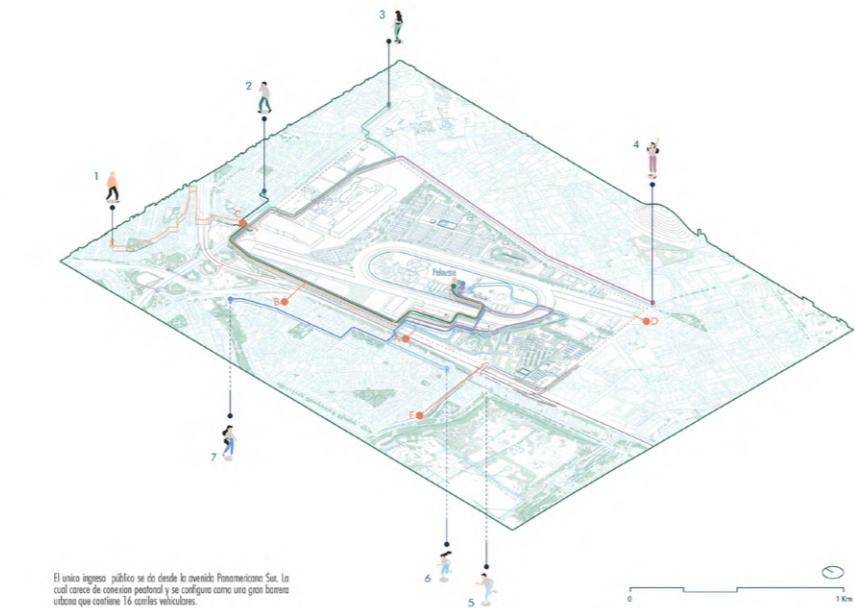 3
2
4
1
C
Pelousse
B
D
A
E
7
6
5
El unico ingreso público se da desde la avenida Panamericana Sur. La
cual carece de conexion peatonal y se configura como una gran barrera
urbana que contiene 16 carriles vehiculares.
0
1 Km